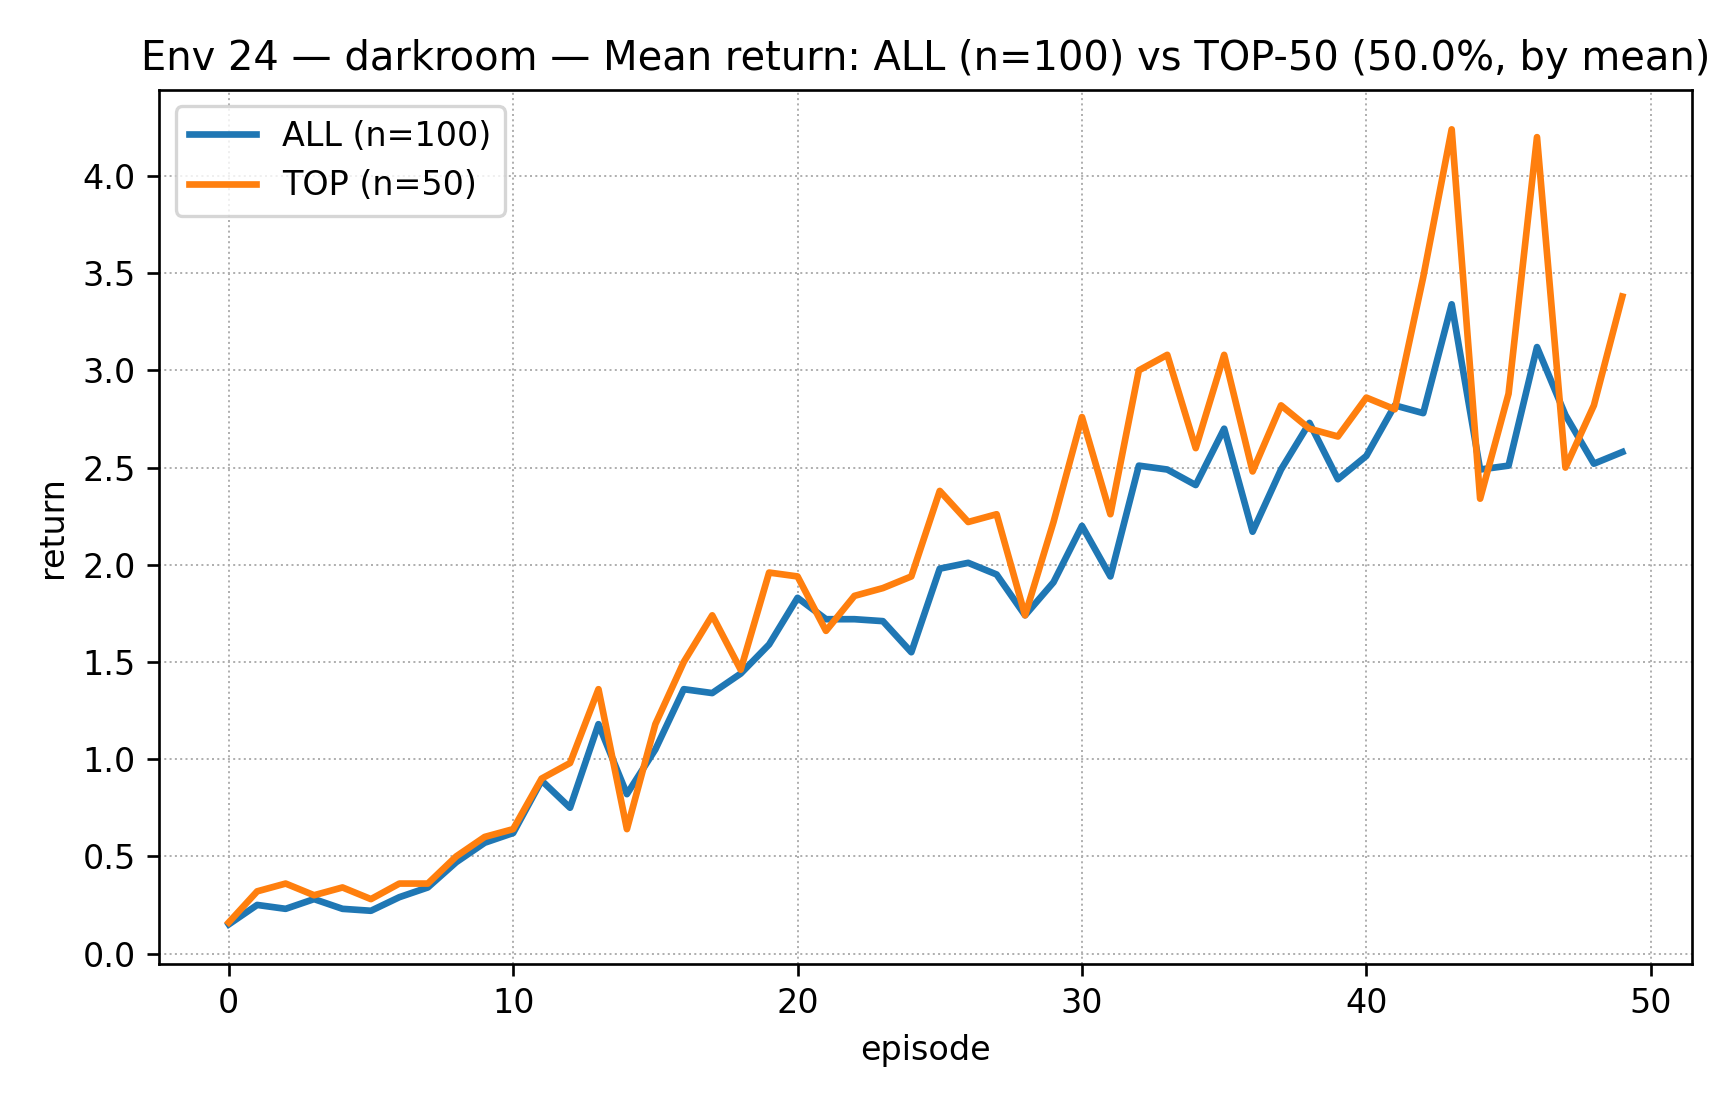 Env 24 — darkroom — Mean return: ALL (n=100) vs TOP-50 (50.0%, by mean)
ALL (n=100)
TOP (n=50)
4.0
3.5
3.0
2.5
2.0
1.5
1.0
0.5
0.0
return
0 10 20 30 40 50
episode